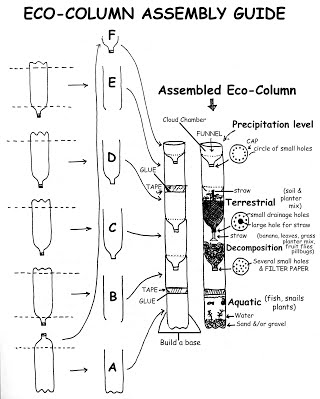 ECO-COLUMN ASSEMBLY GUIDE
F
E
D
C
B
A
Assembled Eco-Column
Cloud Chamber
FUNNEL
Precipitation level
CAP
circle of small holes
GLUE
TAPE
straw
(soil &
planter
mix)
Terrestrial
small drainage holes
large hole for straw
straw
(banana, leaves, grass
planter mix,
fruit flies
pillbugs)
Decomposition
Several small holes
& FILTER PAPER
TAPE
GLUE
Aquatic
(fish, snails
plants)
Water
Sand &/or gravel
Build a base